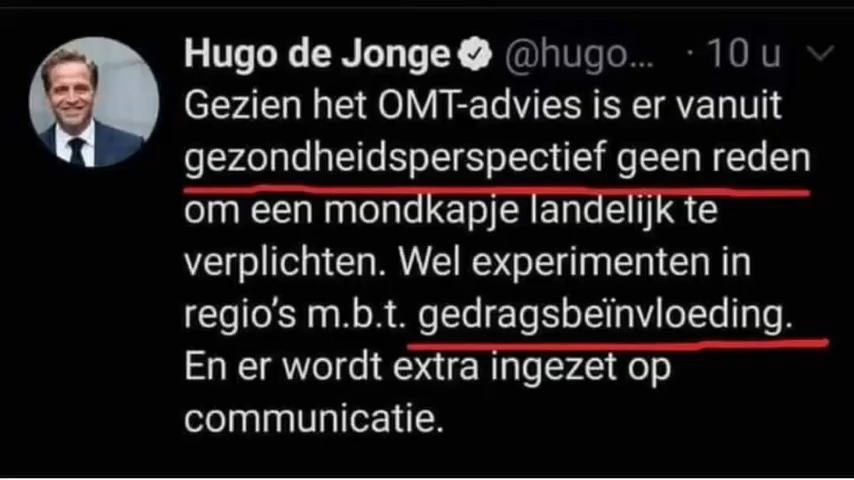 Hugo de Jonge @hugo... · 10 u
Gezien het OMT-advies is er vanuit
gezondheidsperspectief geen reden
om een mondkapje landelijk te
verplichten. Wel experimenten in
regio's m.b.t. gedragsbeïnvloeding.
En er wordt extra ingezet op
communicatie.